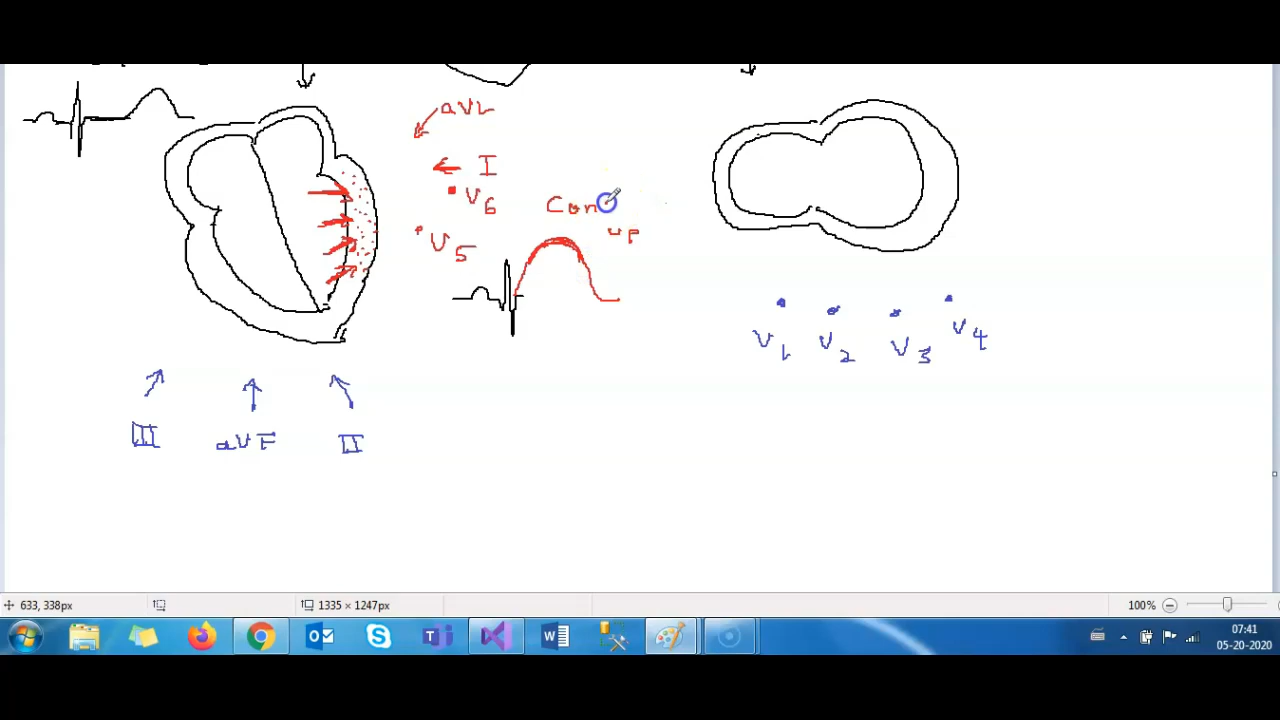 aVL
I
V6
Con
up
V5
V1
V2
V3
V4
III
aVF
II
633, 338px
1335 × 1247px
100%
07:41
05-20-2020